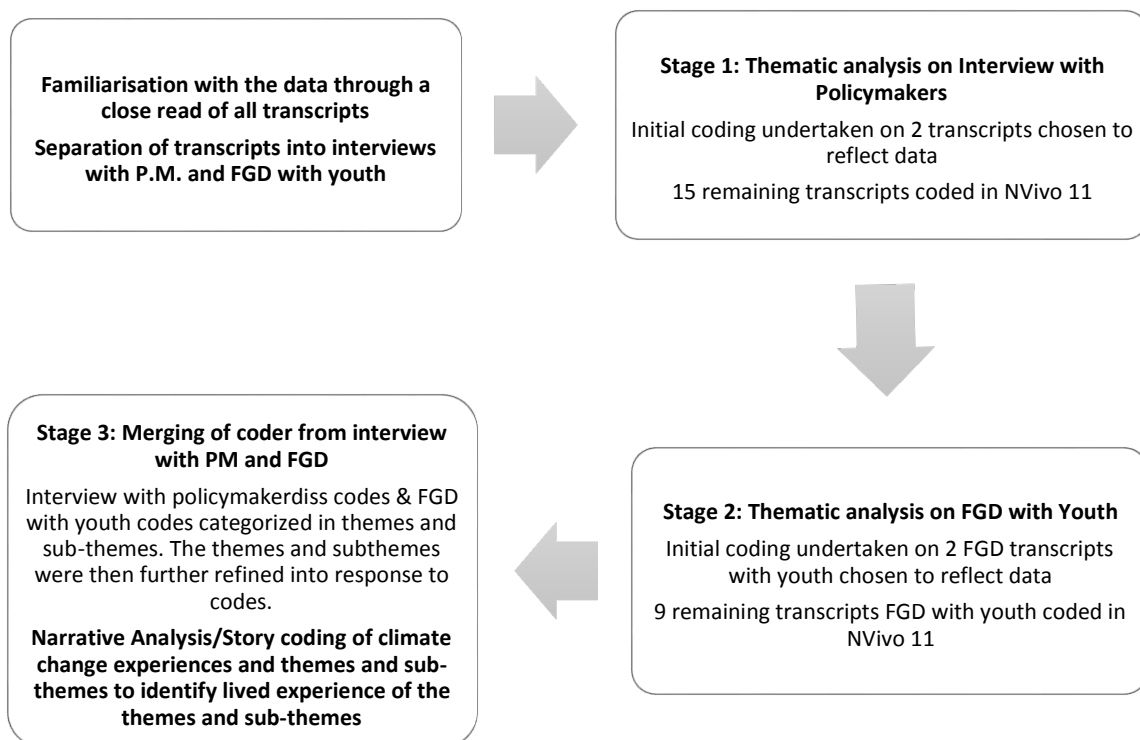 Familiarisation with the data through a
close read of all transcripts
Separation of transcripts into interviews
with P.M. and FGD with youth
Stage 1: Thematic analysis on Interview with
Policymakers
Initial coding undertaken on 2 transcripts chosen to
reflect data
15 remaining transcripts coded in NVivo 11
Stage 2: Thematic analysis on FGD with Youth
Initial coding undertaken on 2 FGD transcripts
with youth chosen to reflect data
9 remaining transcripts FGD with youth coded in
NVivo 11
Stage 3: Merging of coder from interview
with PM and FGD
Interview with policymakerdiss codes & FGD
with youth codes categorized in themes and
sub-themes. The themes and subthemes
were then further refined into response to
codes.
Narrative Analysis/Story coding of climate
change experiences and themes and sub-
themes to identify lived experience of the
themes and sub-themes